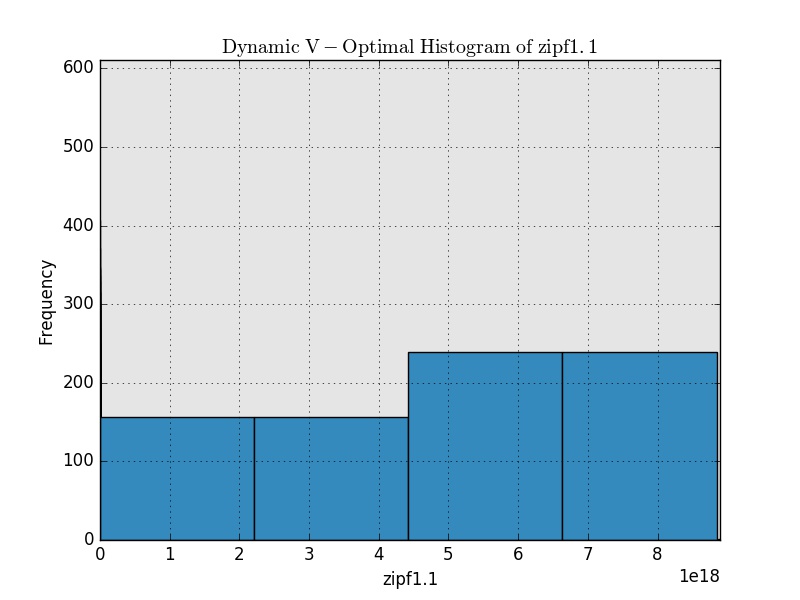 Dynamic V − Optimal Histogram of zipf1. 1
600
500
400
300
200
100
0
Frequency
0 1 2 3 4 5 6 7 8
1e18
zipf1.1